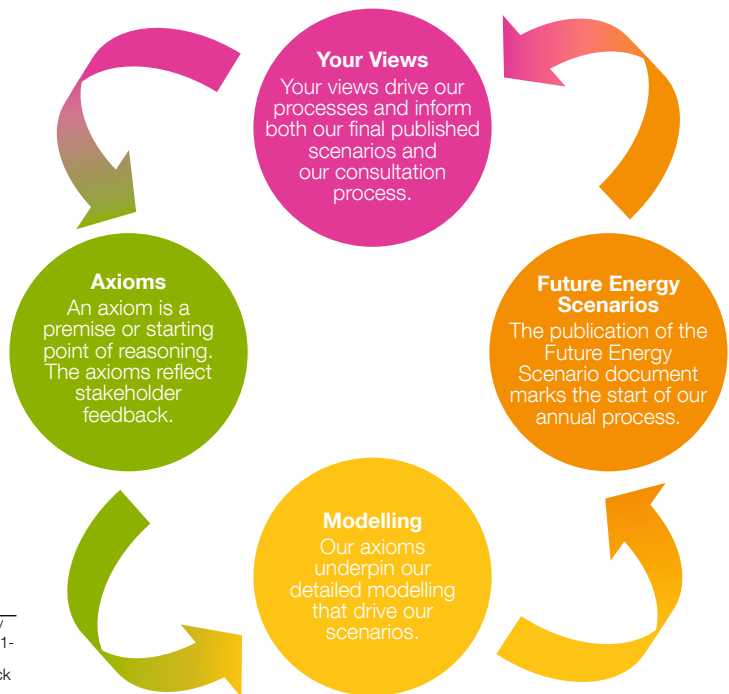 Your Views
Your views drive our
processes and inform
both our final published
scenarios and
our consultation
process.
Axioms
An axiom is a
premise or starting
point of reasoning.
The axioms reflect
stakeholder
feedback.
Future Energy
Scenarios
The publication of the
Future Energy
Scenario document
marks the start of our
annual process.
Modelling
Our axioms
underpin our
detailed modelling
that drive our
scenarios.
/
1-
ck